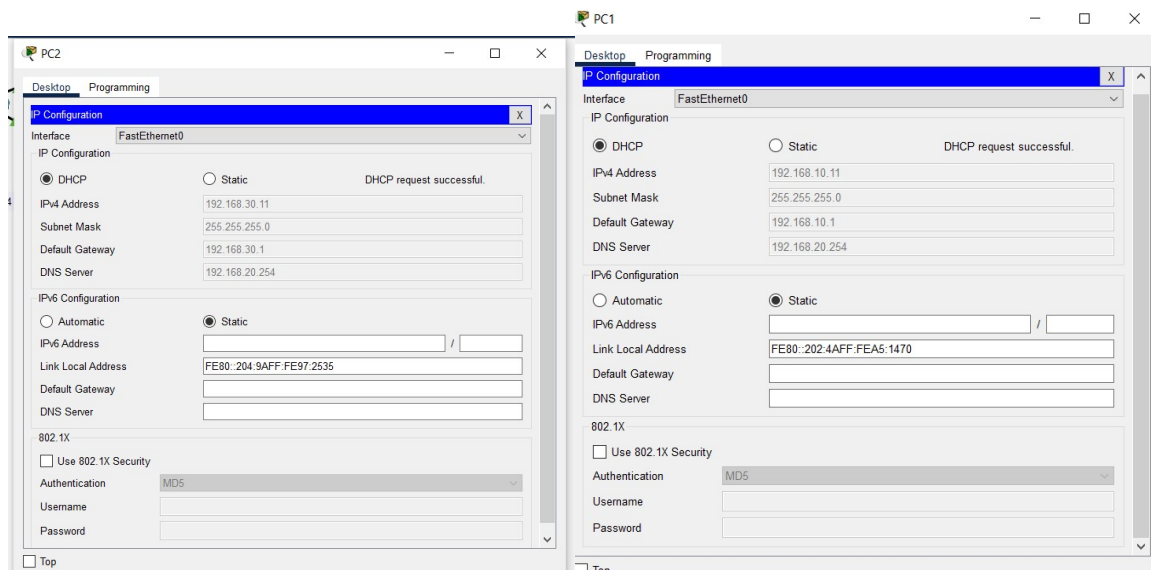 PC2
Desktop Programming
IP Configuration X
Interface FastEthernet0
IP Configuration
DHCP Static DHCP request successful.
IPv4 Address 192.168.30.11
Subnet Mask 255.255.255.0
Default Gateway 192.168.30.1
DNS Server 192.168.20.254
IPv6 Configuration
Automatic Static
IPv6 Address /
Link Local Address FE80::204:9AFF:FE97:2535
Default Gateway
DNS Server
802.1X
Use 802.1X Security
Authentication MD5
Username
Password
Top
PC1
Desktop Programming
IP Configuration X
Interface FastEthernet0
IP Configuration
DHCP Static DHCP request successful.
IPv4 Address 192.168.10.11
Subnet Mask 255.255.255.0
Default Gateway 192.168.10.1
DNS Server 192.168.20.254
IPv6 Configuration
Automatic Static
IPv6 Address /
Link Local Address FE80::202:4AFF:FEA5:1470
Default Gateway
DNS Server
802.1X
Use 802.1X Security
Authentication MD5
Username
Password
Top